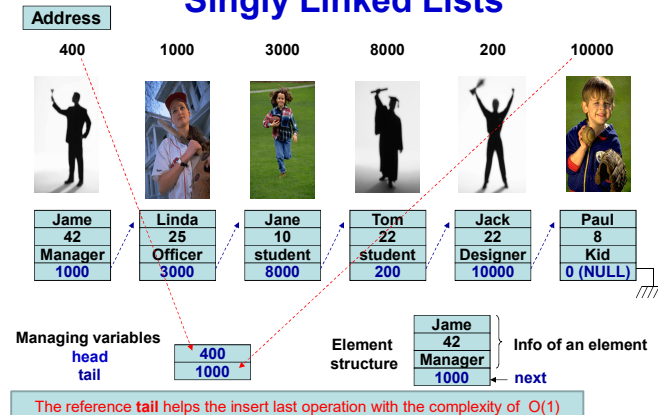 Singly Linked Lists
Address
400 1000 3000 8000 200 10000
Jame Linda Jane Tom Jack Paul
42 25 10 22 22 8
Manager Officer student student Designer Kid
1000 3000 8000 200 10000 0 (NULL)
Managing variables
head
tail
400
1000
Element
structure
Jame
42
Manager
1000
Info of an element
next
The reference tail helps the insert last operation with the complexity of O(1)